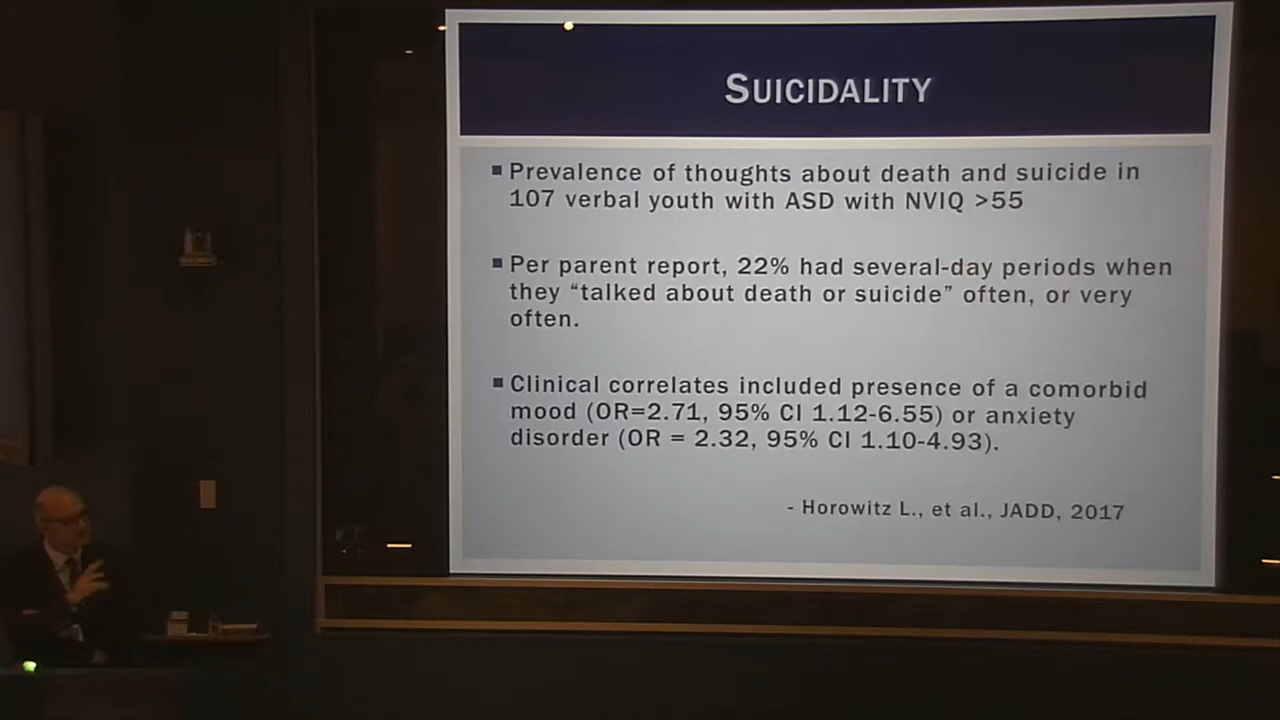 SUICIDALITY
▪ Prevalence of thoughts about death and suicide in
107 verbal youth with ASD with NVIQ >55
▪ Per parent report, 22% had several-day periods when
they “talked about death or suicide” often, or very
often.
▪ Clinical correlates included presence of a comorbid
mood (OR=2.71, 95% CI 1.12-6.55) or anxiety
disorder (OR = 2.32, 95% CI 1.10-4.93).
- Horowitz L., et al., JADD, 2017